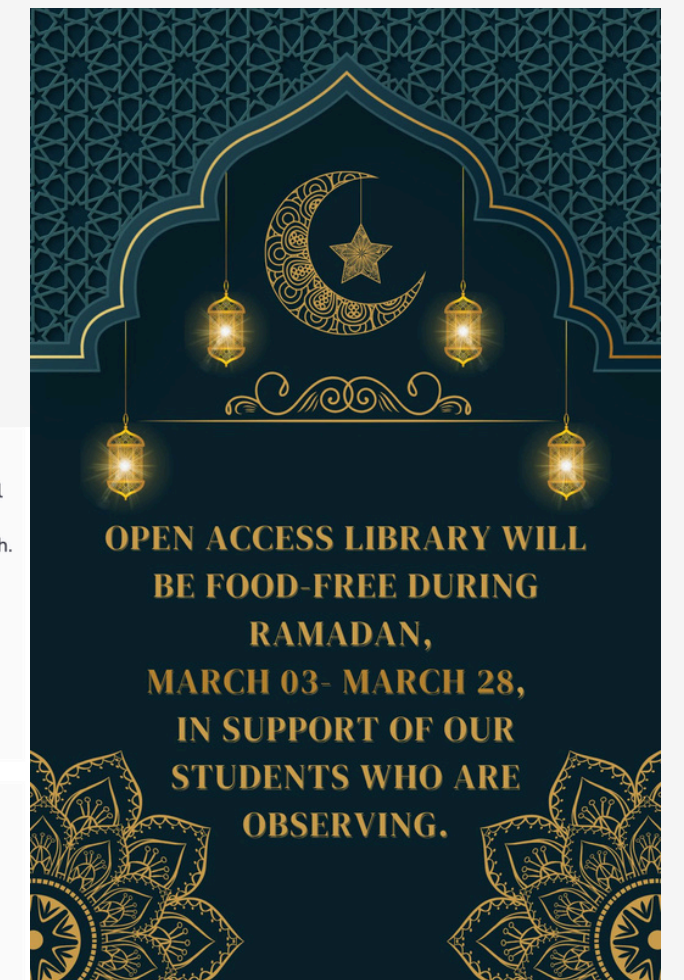 OPEN ACCESS LIBRARY WILL
BE FOOD-FREE DURING
RAMADAN,
MARCH 03- MARCH 28,
IN SUPPORT OF OUR
STUDENTS WHO ARE
OBSERVING.